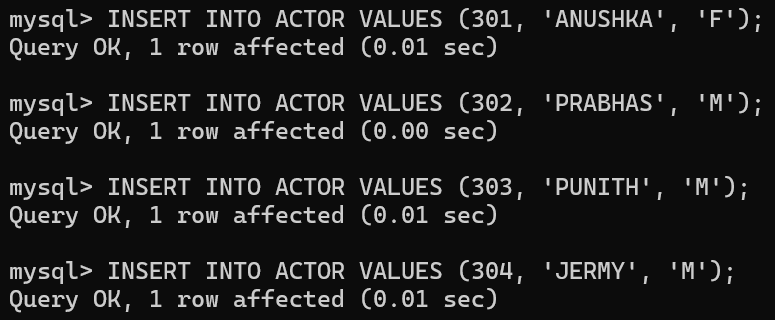 mysql> INSERT INTO ACTOR VALUES (301, 'ANUSHKA', 'F');
Query OK, 1 row affected (0.01 sec)
mysql> INSERT INTO ACTOR VALUES (302, 'PRABHAS', 'M');
Query OK, 1 row affected (0.00 sec)
mysql> INSERT INTO ACTOR VALUES (303, 'PUNITH', 'M');
Query OK, 1 row affected (0.01 sec)
mysql> INSERT INTO ACTOR VALUES (304, 'JERMY', 'M');
Query OK, 1 row affected (0.01 sec)